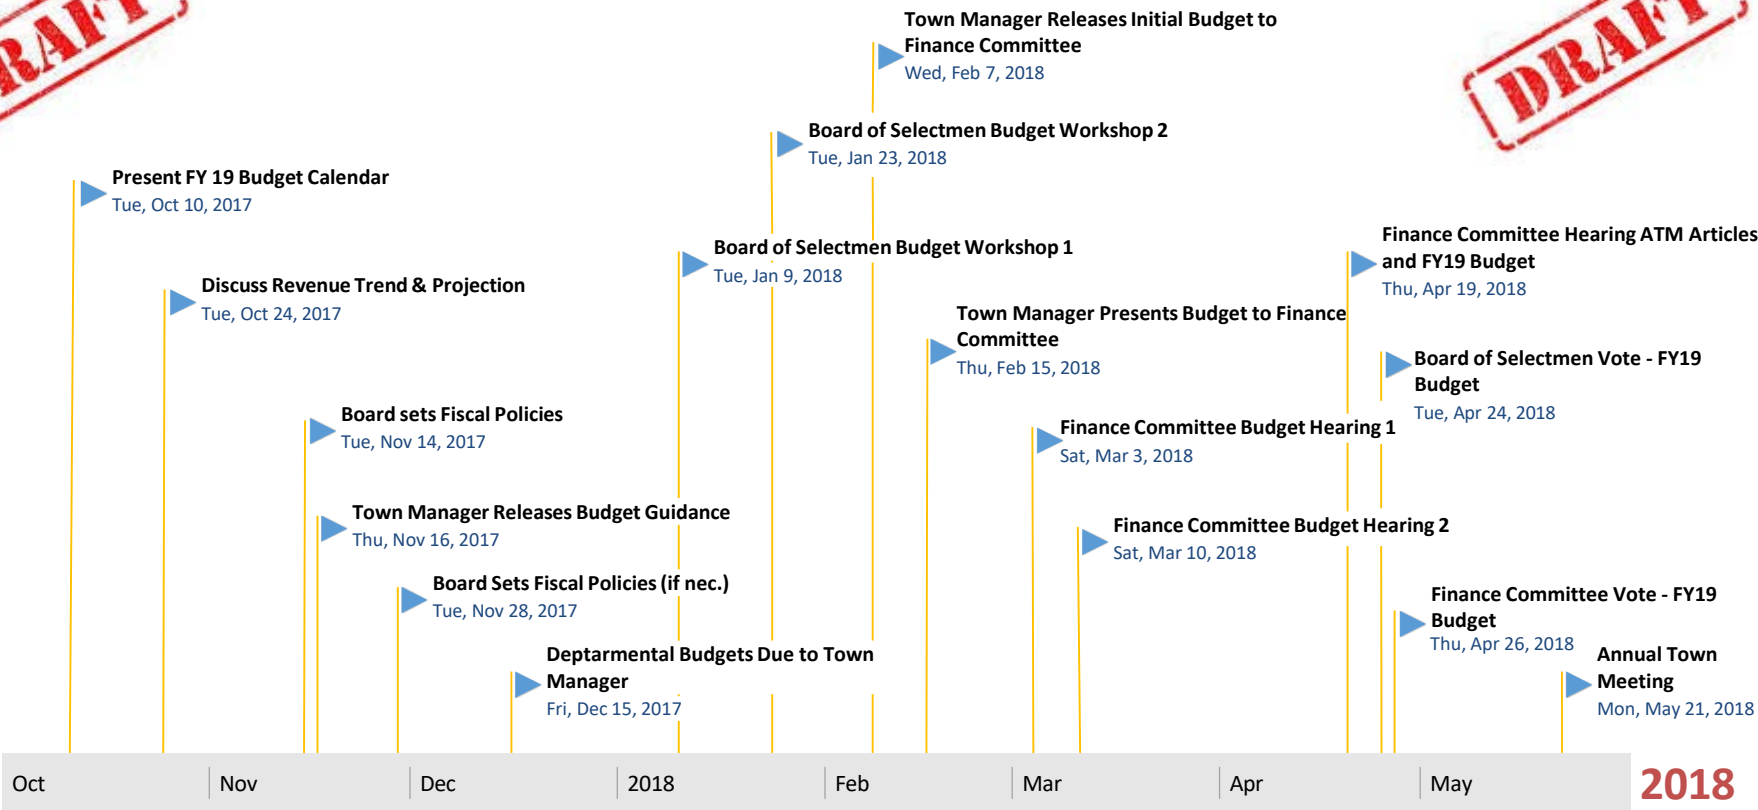 DRAFT
Town Manager Releases Initial Budget to
Finance Committee
Wed, Feb 7, 2018
DRAFT
Board of Selectmen Budget Workshop 2
Tue, Jan 23, 2018
Present FY 19 Budget Calendar
Tue, Oct 10, 2017
Board of Selectmen Budget Workshop 1
Tue, Jan 9, 2018
Finance Committee Hearing ATM Articles
and FY19 Budget
Thu, Apr 19, 2018
Discuss Revenue Trend & Projection
Tue, Oct 24, 2017
Town Manager Presents Budget to Finance
Committee
Thu, Feb 15, 2018
Board of Selectmen Vote - FY19
Budget
Tue, Apr 24, 2018
Board sets Fiscal Policies
Tue, Nov 14, 2017
Finance Committee Budget Hearing 1
Sat, Mar 3, 2018
Town Manager Releases Budget Guidance
Thu, Nov 16, 2017
Finance Committee Budget Hearing 2
Sat, Mar 10, 2018
Board Sets Fiscal Policies (if nec.)
Tue, Nov 28, 2017
Finance Committee Vote - FY19
Budget
Thu, Apr 26, 2018
Deptarmental Budgets Due to Town
Manager
Fri, Dec 15, 2017
Annual Town
Meeting
Mon, May 21, 2018
Oct
Nov
Dec
2018
Feb
Mar
Apr
May
2018